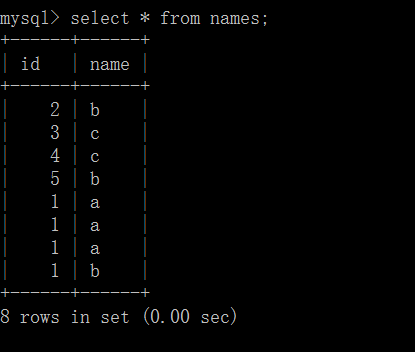 mysql> select * from names;
+------+------+
| id   | name |
+------+------+
|    2 | b    |
|    3 | c    |
|    4 | c    |
|    5 | b    |
|    1 | a    |
|    1 | a    |
|    1 | a    |
|    1 | b    |
+------+------+
8 rows in set (0.00 sec)